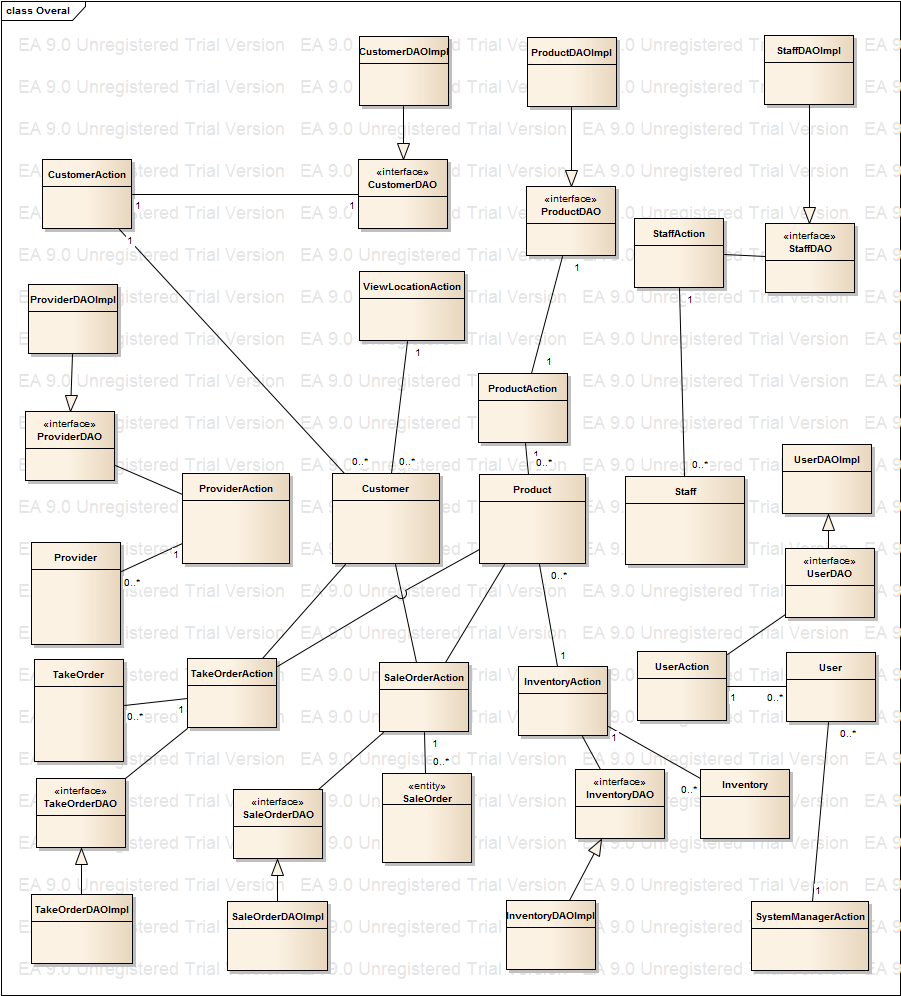 class Overal
EA 9.0 Unregistered Trial Version
CustomerDAOImpl
ProductDAOImpl
StaffDAOImpl
CustomerAction
1
1
1
«interface»
CustomerDAO
«interface»
ProductDAO
1
StaffAction
1
«interface»
StaffDAO
ProviderDAOImpl
ViewLocationAction
1
1
ProductAction
1
0..*
«interface»
ProviderDAO
0..*
0..*
0..*
UserDAOImpl
ProviderAction
1
Customer
Product
0..*
Staff
Provider
0..*
«interface»
UserDAO
TakeOrder
0..*
1
TakeOrderAction
SaleOrderAction
1
0..*
1
InventoryAction
1
UserAction
1
0..*
User
0..*
«interface»
TakeOrderDAO
«interface»
SaleOrderDAO
«entity»
SaleOrder
«interface»
InventoryDAO
0..*
Inventory
1
TakeOrderDAOImpl
SaleOrderDAOImpl
InventoryDAOImpl
SystemManagerAction